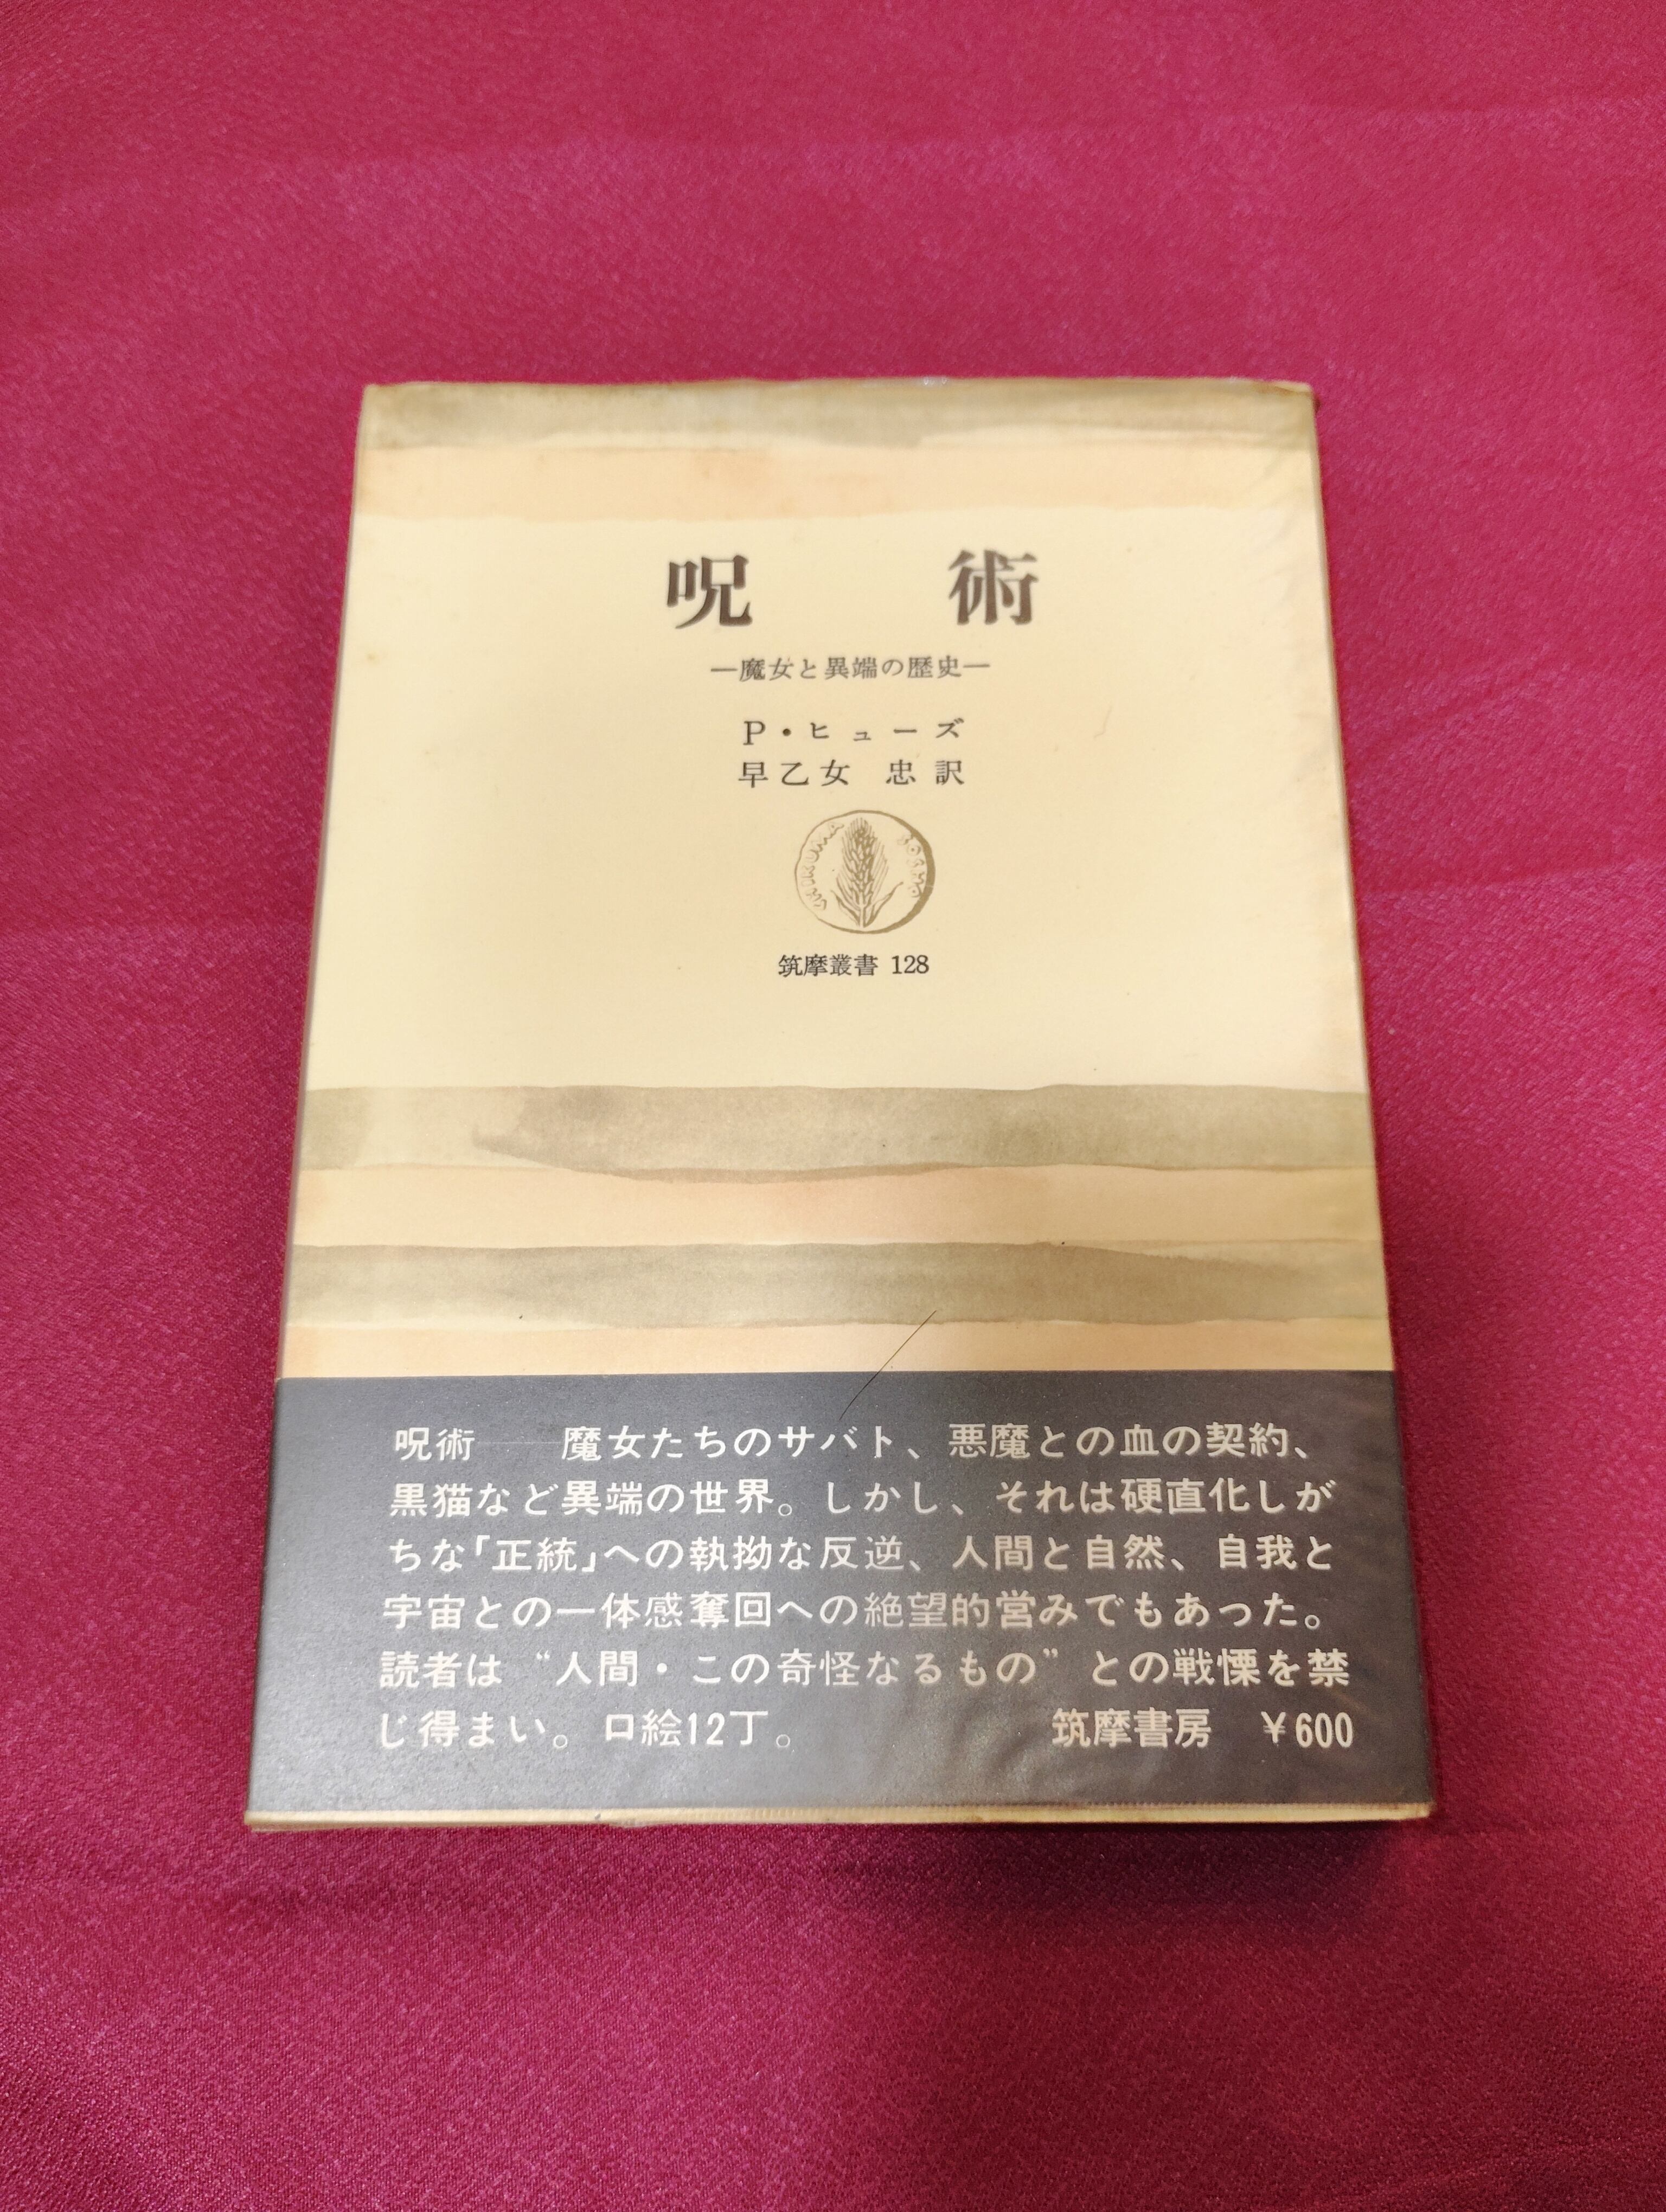 呪術
―魔女と異端の歴史―
P・ヒューズ
早乙女 忠訳
CHIKUMA SHOBO
筑摩叢書 128
呪術――魔女たちのサバト、悪魔との血の契約、
黒猫など異端の世界。しかし、それは硬直化しが
ちな「正統」への執拗な反逆、人間と自然、自我と
宇宙との一体感奪回への絶望的営みでもあった。
読者は“人間・この奇怪なるもの”との戦慄を禁
じ得まい。口絵12丁。 筑摩書房 ¥600